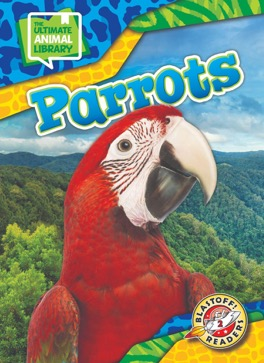 THE
ULTIMATE
ANIMAL
LIBRARY
Parrots
BLASTOFF!
2
READERS